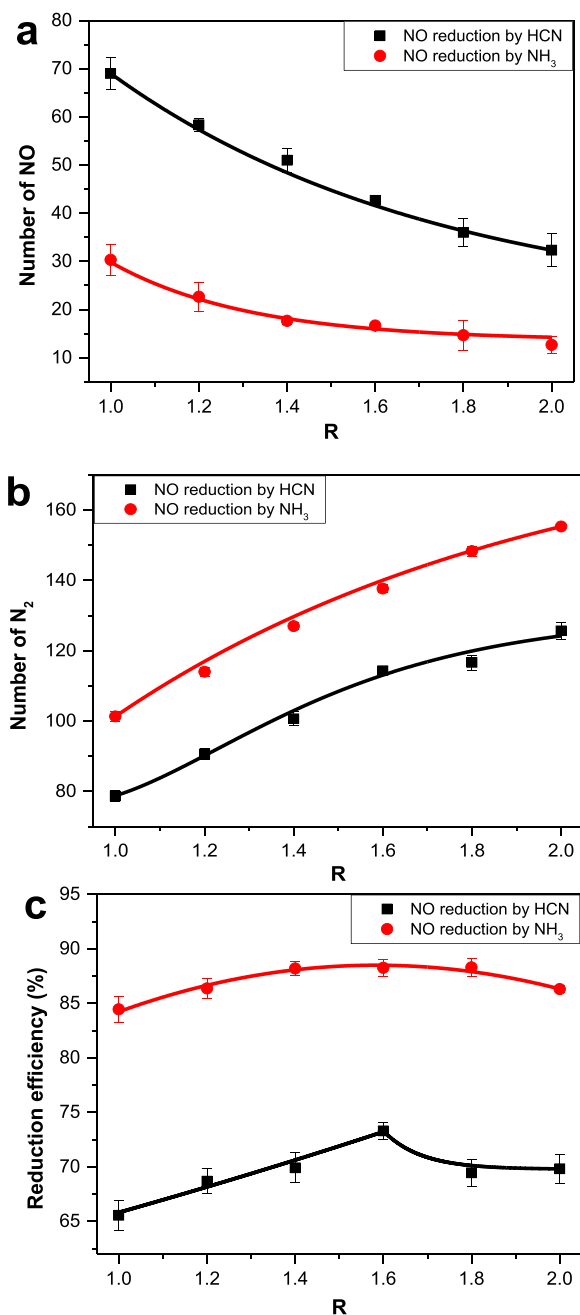 a
NO reduction by HCN
NO reduction by NH₃
Number of NO
80
70
60
50
40
30
20
10
1.0 1.2 1.4 1.6 1.8 2.0
R
b
NO reduction by HCN
NO reduction by NH₃
Number of N₂
160
140
120
100
80
1.0 1.2 1.4 1.6 1.8 2.0
R
c
NO reduction by HCN
NO reduction by NH₃
Reduction efficiency (%)
95
90
85
80
75
70
65
1.0 1.2 1.4 1.6 1.8 2.0
R